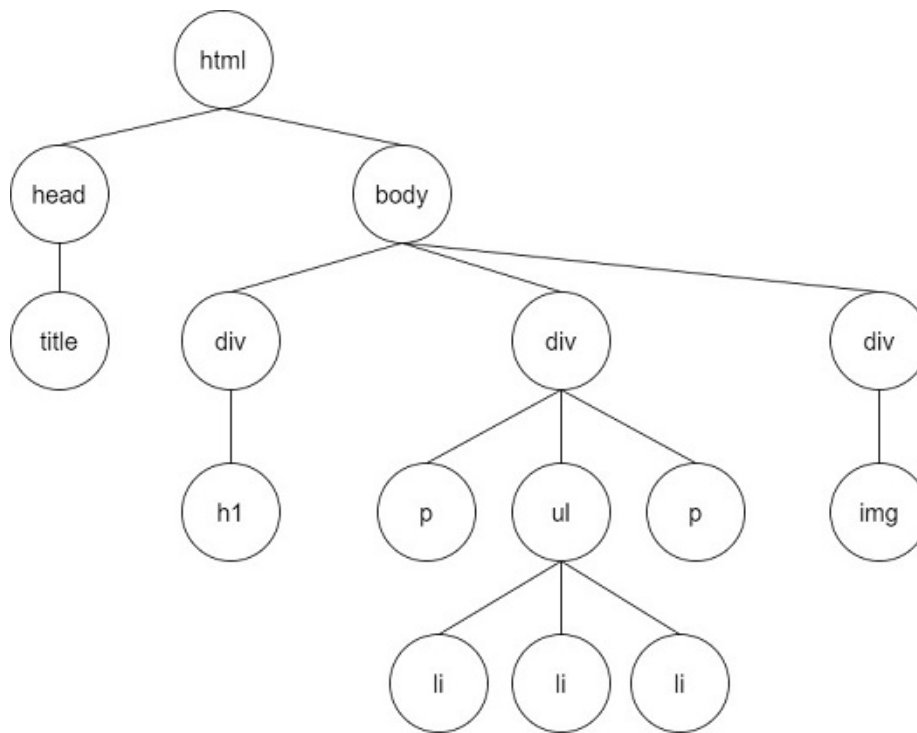 html
head
body
title
div
div
div
h1
p
ul
p
img
li
li
li